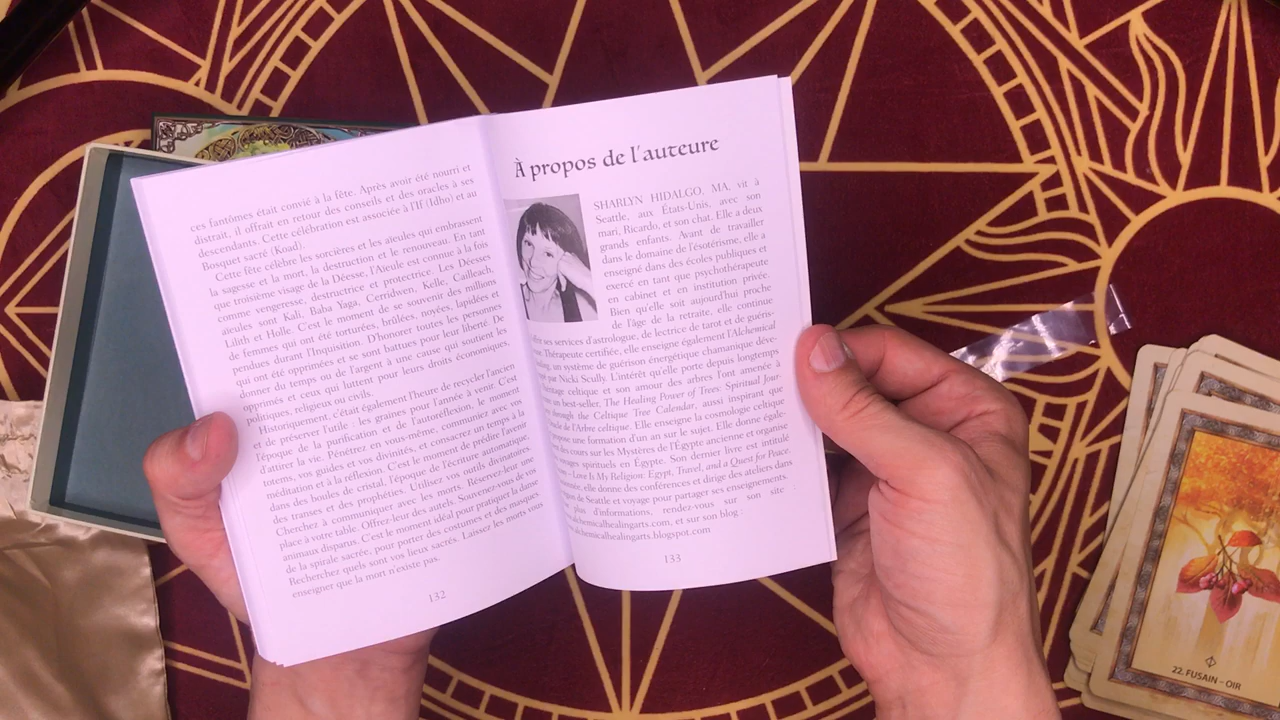 ces fantômes était convié à la fête. Après avoir été nourri et
distrait, il offrait en retour des conseils et des oracles à ses
descendants. Cette célébration est associée à l'If (Idho) et au
Bosquet sacré (Koad).
Cette fête célèbre les sorcières et les aïeules qui embrassent
la sagesse et la mort, la destruction et le renouveau. En tant
que troisième visage de la Déesse, l'Aïeule est connue à la fois
comme vengeresse, destructrice et protectrice. Les Déesses
aïeules sont Kali, Baba Yaga, Cerridwen, Kelle, Cailleach,
Lilith et Holle. C'est le moment de se souvenir des millions
de femmes qui ont été torturées, brûlées, noyées, lapidées et
pendues durant l'Inquisition. D'honorer toutes les personnes
qui ont été opprimées et se sont battues pour leur liberté. De
donner du temps ou de l'argent à une cause qui soutient les
opprimés et ceux qui luttent pour leurs droits économiques,
politiques, religieux ou civils.
Historiquement, c'était également l'heure de recycler l'ancien
et de préserver l'utile : les graines pour l'année à venir. C'est
l'époque de la purification et de l'autoréflexion, le moment
d'attirer la vie. Pénétrez en vous-même, communiez avec vos
totems, vos guides et vos divinités, et consacrez un temps à la
méditation et à la réflexion. C'est le moment de prédire l'avenir
dans des boules de cristal, l'époque de l'écriture automatique,
des transes et des prophéties. Utilisez vos outils divinatoires.
Cherchez à communiquer avec les morts. Réservez-leur une
place à votre table. Offrez-leur des autels. Souvenez-vous de vos
animaux disparus. C'est le moment idéal pour pratiquer la danse
de la spirale sacrée, pour porter des costumes et des masques.
Recherchez quels sont vos lieux sacrés. Laissez les morts vous
enseigner que la mort n'existe pas.
132
À propos de l'auteure
SHARLYN HIDALGO, MA, vit à
Seattle, aux États-Unis, avec son
mari, Ricardo, et son chat. Elle a deux
grands enfants. Avant de travailler
dans le domaine de l'ésotérisme, elle a
enseigné dans des écoles publiques et
exercé en tant que psychothérapeute
en cabinet et en institution privée.
Bien qu'elle soit aujourd'hui proche
de l'âge de la retraite, elle continue
ses services d'astrologue, de lectrice de tarot et de
Thérapeute certifiée, elle enseigne également l'Alchemical
un système de guérison énergétique chamanique
par Nicki Scully. L'intérêt qu'elle porte depuis longtemps
celtique et son amour des arbres l'ont amenée à
best-seller, The Healing Power of Trees: Spiritual
through the Celtique Tree Calendar, aussi inspirant que
de l'Arbre celtique. Elle enseigne la cosmologie celtique
propose une formation d'un an sur le sujet. Elle donne
des cours sur les Mystères de l'Égypte ancienne et organise
spirituels en Égypte. Son dernier livre est intitulé
– Love Is My Religion: Egypt, Travel, and a Quest for Peace.
elle donne des conférences et dirige des ateliers dans
de Seattle et voyage pour partager ses enseignements.
plus d'informations, rendez-vous sur son site :
alchemicalhealingarts.com, et sur son blog :
alchemicalhealingarts.blogspot.com
133
22. FUSAIN – OIR